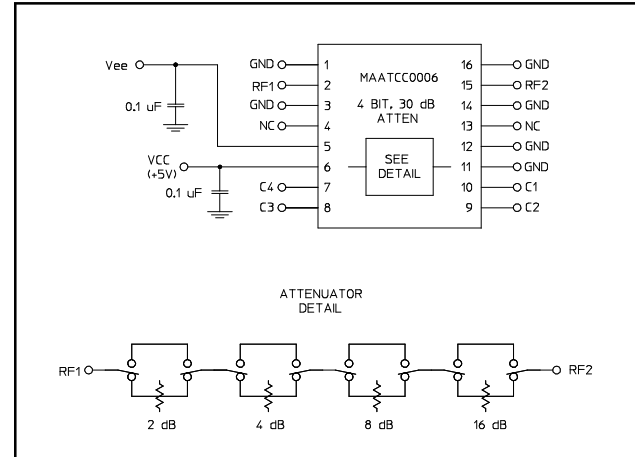 Vee
0.1 uF
VCC
(+5V)
0.1 uF
GND 1
RF1 2
GND 3
NC 4
5
6
C4 7
C3 8
MAATCC0006
4 BIT, 30 dB
ATTEN
SEE
DETAIL
16 GND
15 RF2
14 GND
13 NC
12 GND
11 GND
10 C1
9 C2
ATTENUATOR
DETAIL
RF1
RF2
2 dB 4 dB 8 dB 16 dB